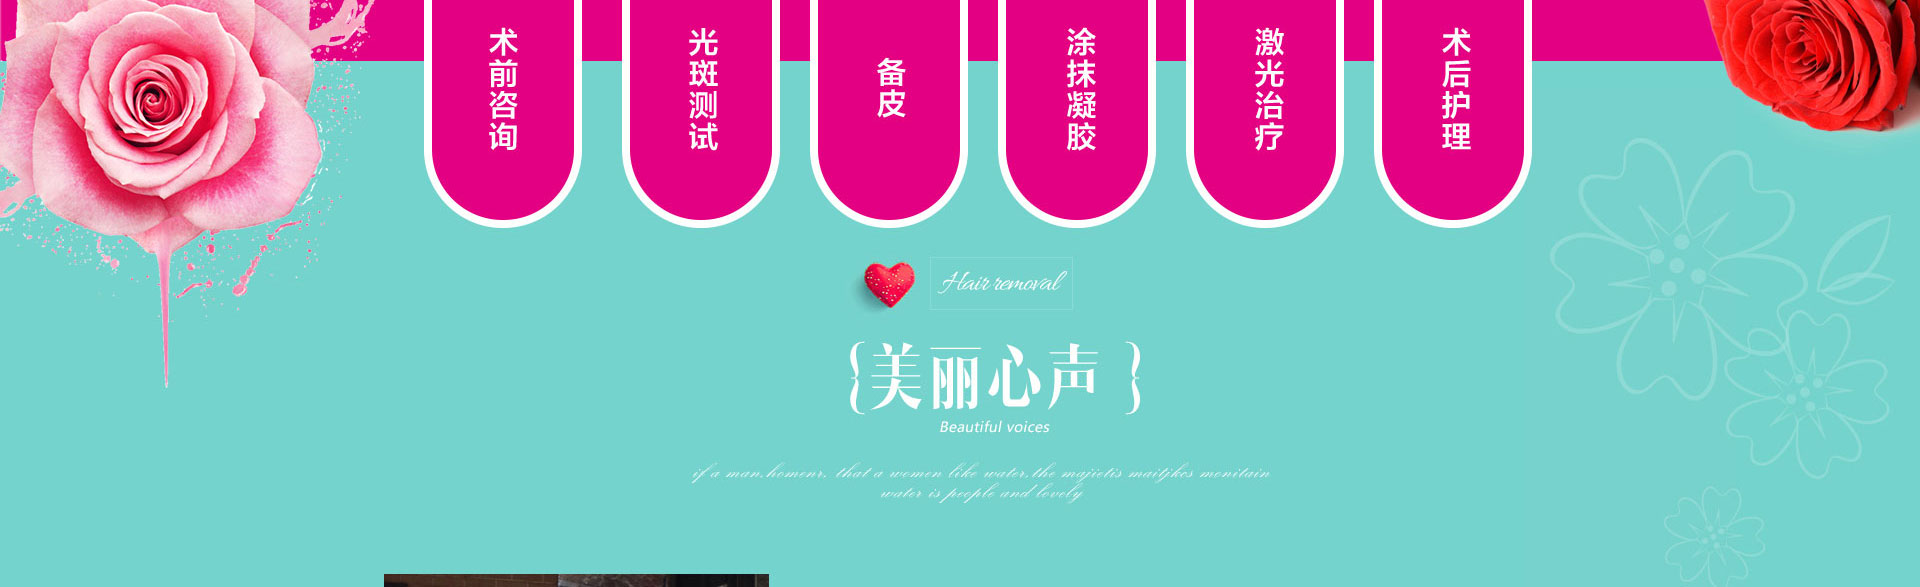 术前咨询
光斑测试
备皮
涂抹凝胶
激光治疗
术后护理
Hair removal
{美丽心声}
Beautiful voices
if a man.homenr, that a women like water.the majietis maitjkes monitain
water is people and lovely